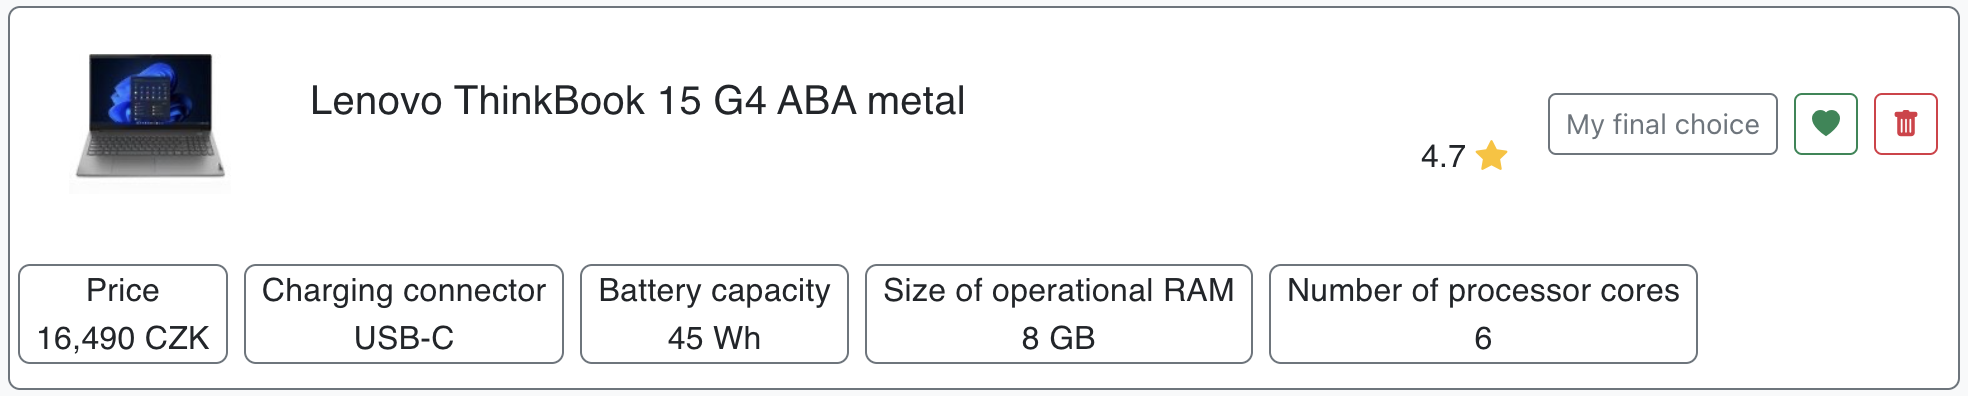 Lenovo ThinkBook 15 G4 ABA metal
4.7
My final choice
Price
16,490 CZK
Charging connector
USB-C
Battery capacity
45 Wh
Size of operational RAM
8 GB
Number of processor cores
6